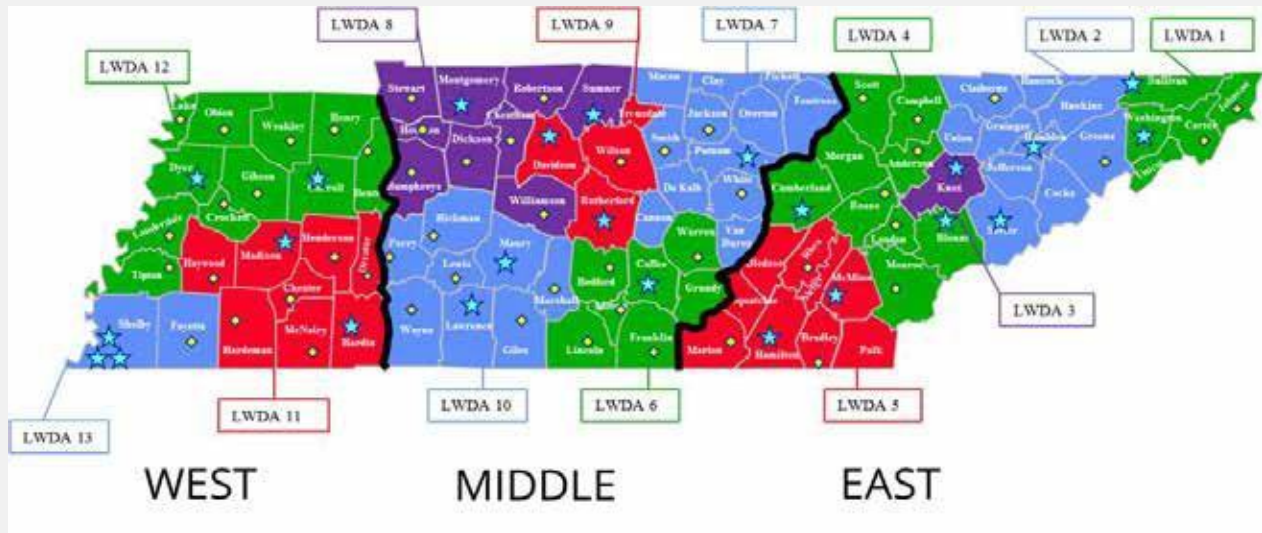 LWDA 8
LWDA 9
LWDA 7
LWDA 4
LWDA 2
LWDA 1
LWDA 12
Lake
Obion
Weakley
Henry
Dyer
Gibson
Carroll
Crockett
Lauderdale
Tipton
Haywood
Madison
Henderson
Decatur
Chester
Shelby
Fayette
Hardeman
McNairy
Hardin
Stewart
Montgomery
Robertson
Sumner
Cheatham
Houston
Dickson
Humphreys
Williamson
Davidson
Wilson
Rutherford
Macon
Clay
Pickett
Jackson
Overton
Fentress
Smith
Putnam
De Kalb
White
Cannon
Van Buren
Hickman
Perry
Lewis
Maury
Marshall
Wayne
Lawrence
Giles
Bedford
Coffee
Warren
Grundy
Lincoln
Franklin
Scott
Campbell
Morgan
Anderson
Cumberland
Roane
Loudon
Monroe
Blount
Knox
Claiborne
Hancock
Hawkins
Union
Grainger
Hamblen
Greene
Jefferson
Cocke
Sevier
Sullivan
Washington
Carter
Johnson
Unicoi
Bledsoe
Rhea
Meigs
McMinn
Marion
Hamilton
Bradley
Polk
LWDA 3
LWDA 13
LWDA 11
LWDA 10
LWDA 6
LWDA 5
WEST
MIDDLE
EAST